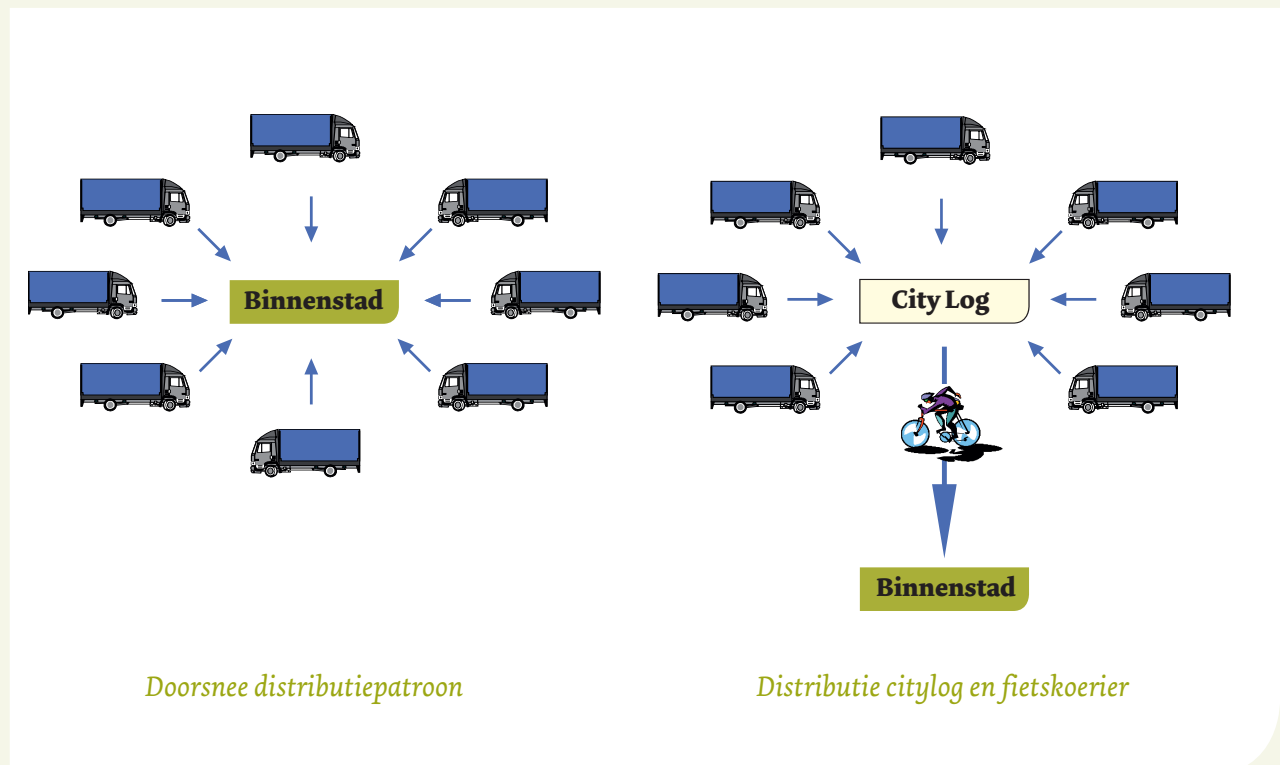 Binnenstad
City Log
Binnenstad
Doorsnee distributiepatroon
Distributie citylog en fietskoerier